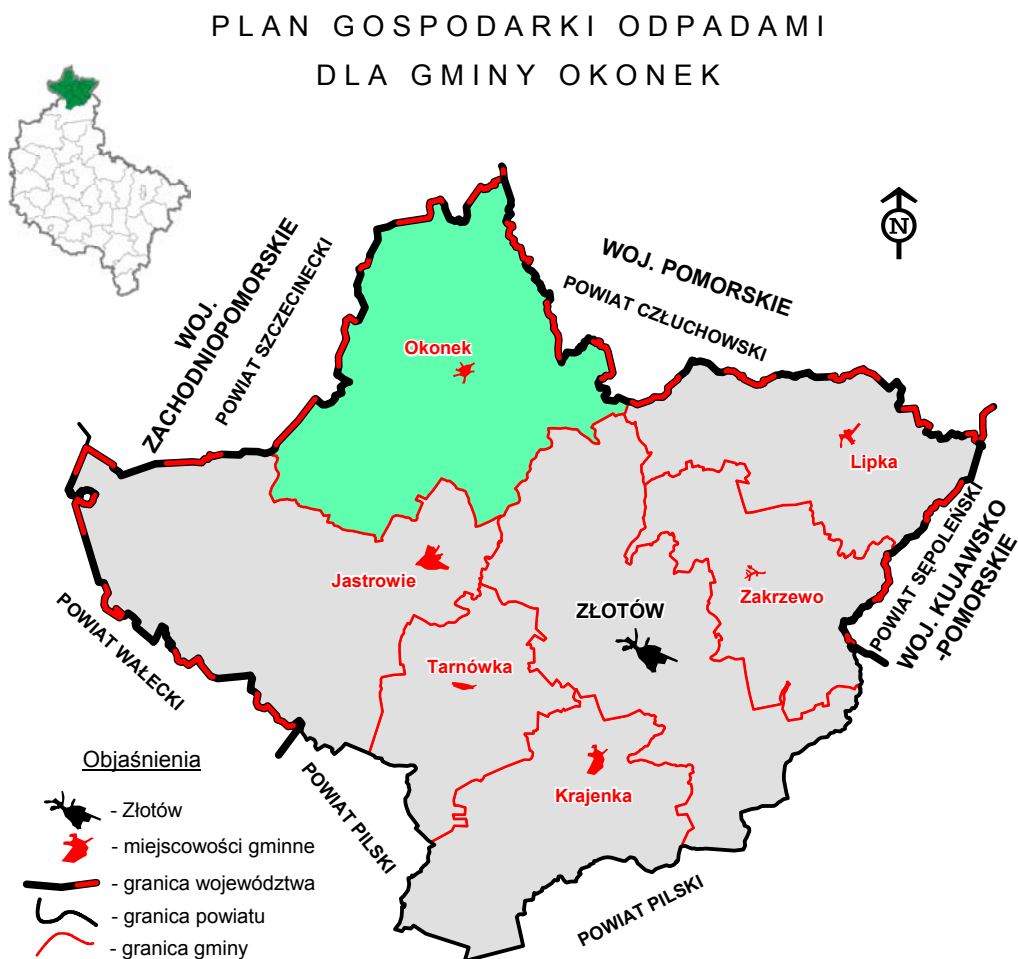 PLAN GOSPODARKI ODPADAMI
DLA GMINY OKONEK
N
WOJ.
ZACHODNIOPOMORSKIE
POWIAT SZCZECINECKI
WOJ. POMORSKIE
POWIAT CZŁUCHOWSKI
Okonek
Lipka
Jastrowie
Zakrzewo
ZŁOTÓW
Tarnówka
Krajenka
POWIAT SĘPOLEŃSKI
WOJ. KUJAWSKO
-POMORSKIE
POWIAT WAŁECKI
POWIAT PILSKI
POWIAT PILSKI
Objaśnienia
- Złotów
- miejscowości gminne
- granica województwa
- granica powiatu
- granica gminy